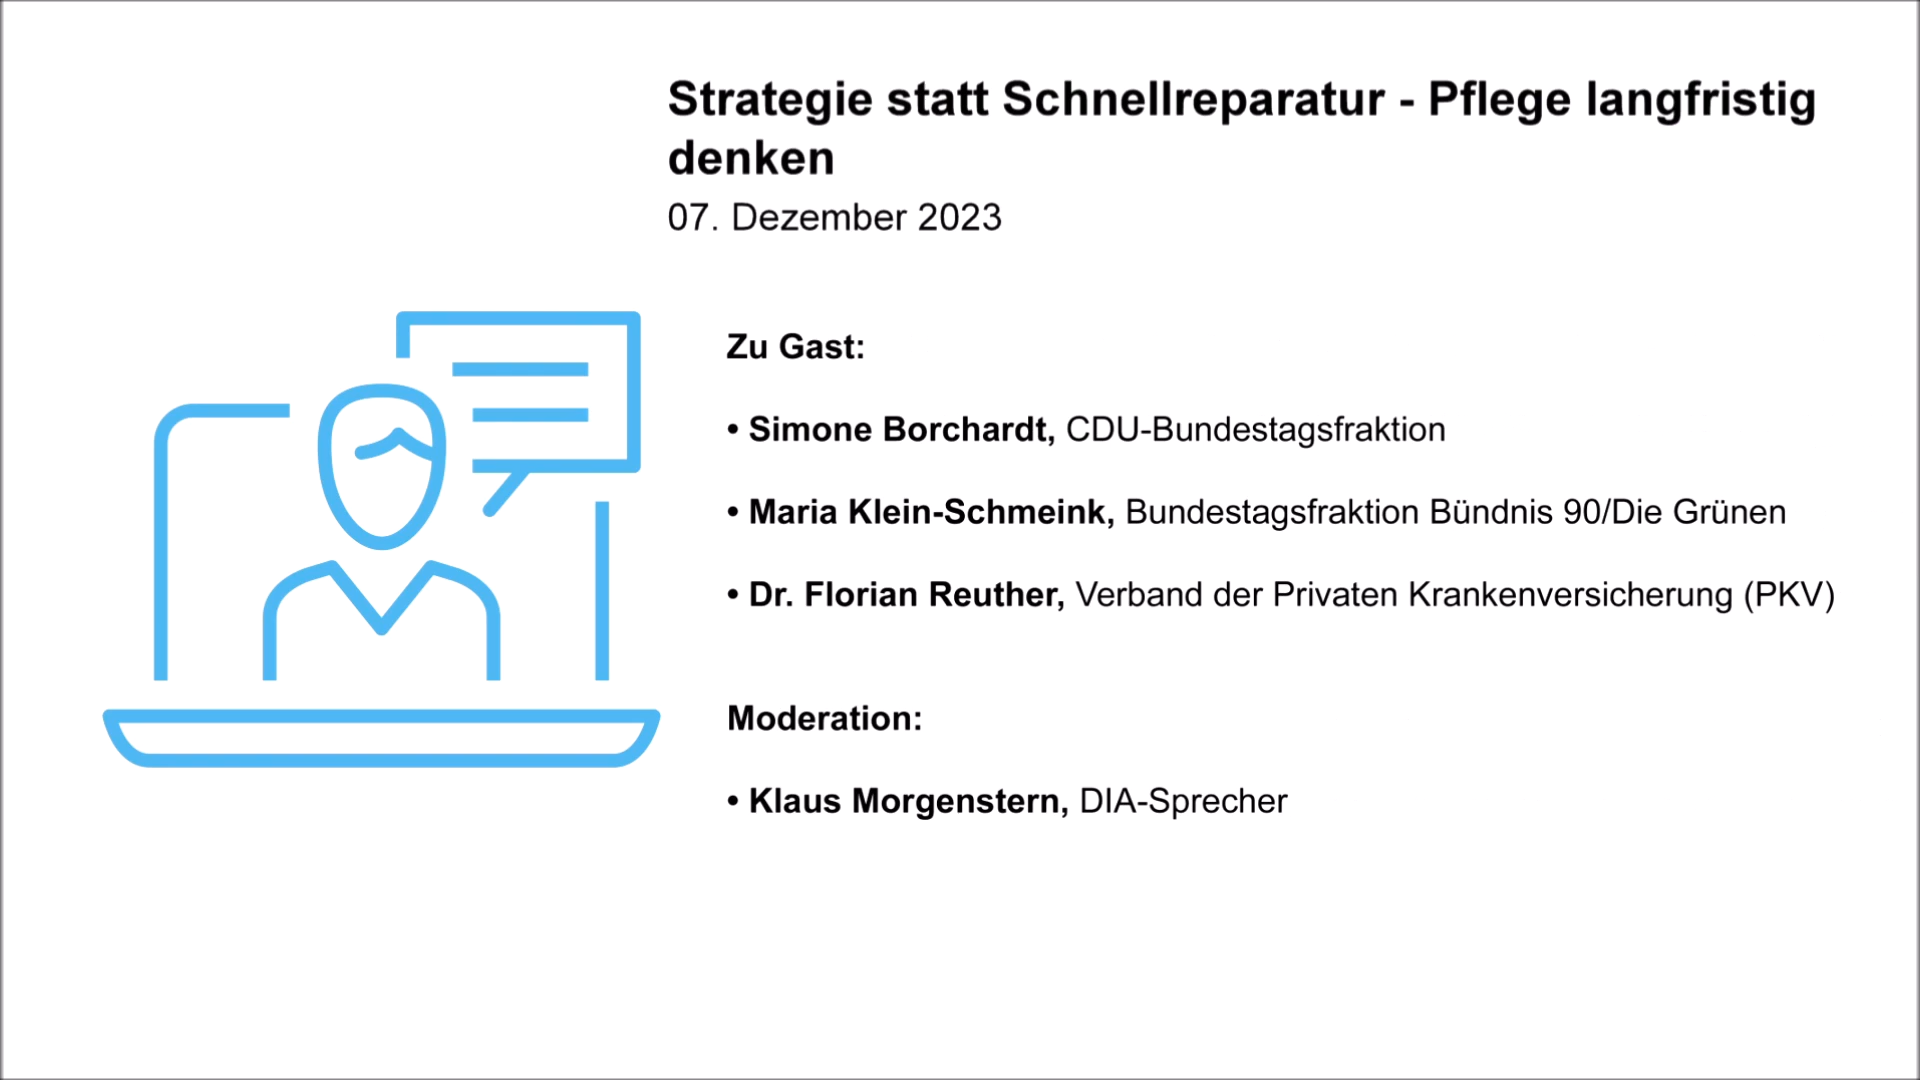 Strategie statt Schnellreparatur - Pflege langfristig
denken
07. Dezember 2023
Zu Gast:
• Simone Borchardt, CDU-Bundestagsfraktion
• Maria Klein-Schmeink, Bundestagsfraktion Bündnis 90/Die Grünen
• Dr. Florian Reuther, Verband der Privaten Krankenversicherung (PKV)
Moderation:
• Klaus Morgenstern, DIA-Sprecher